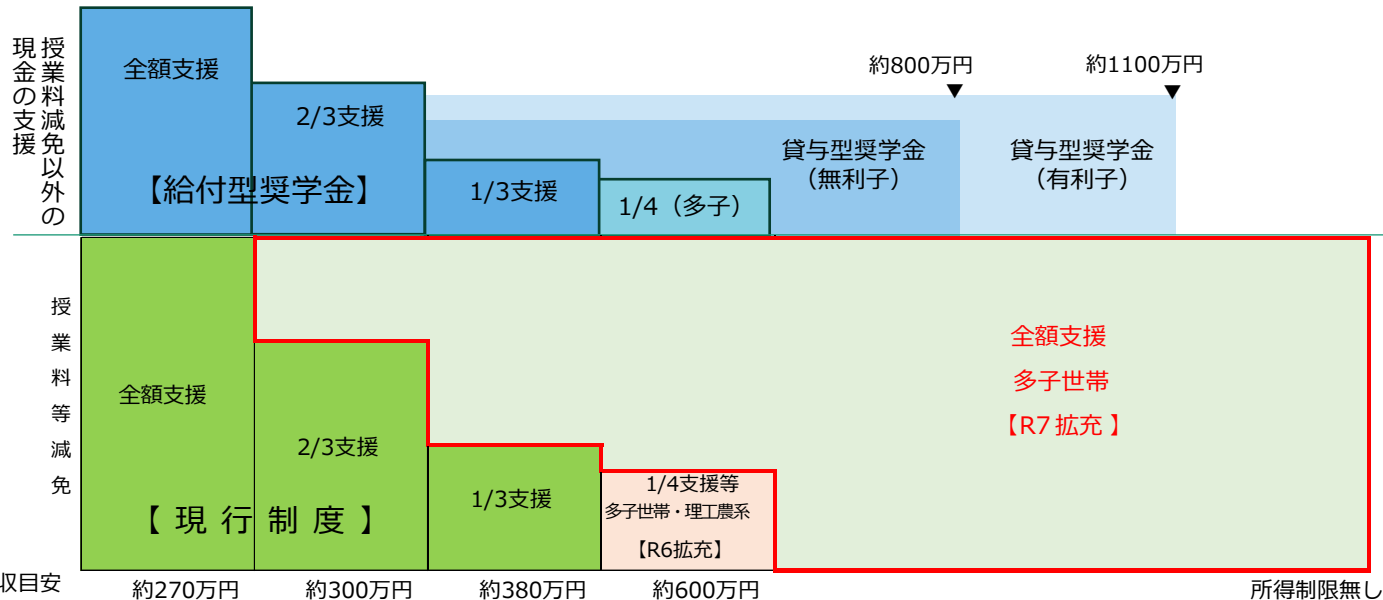 授業料減免以外の
現金の支援
全額支援
2/3支援
【給付型奨学金】
1/3支援
1/4（多子）
約800万円
約1100万円
貸与型奨学金
（無利子）
貸与型奨学金
（有利子）
授業料等減免
全額支援
2/3支援
【現行制度】
1/3支援
1/4支援等
多子世帯・理工農系
【R6拡充】
全額支援
多子世帯
【R7拡充】
収目安
約270万円
約300万円
約380万円
約600万円
所得制限無し